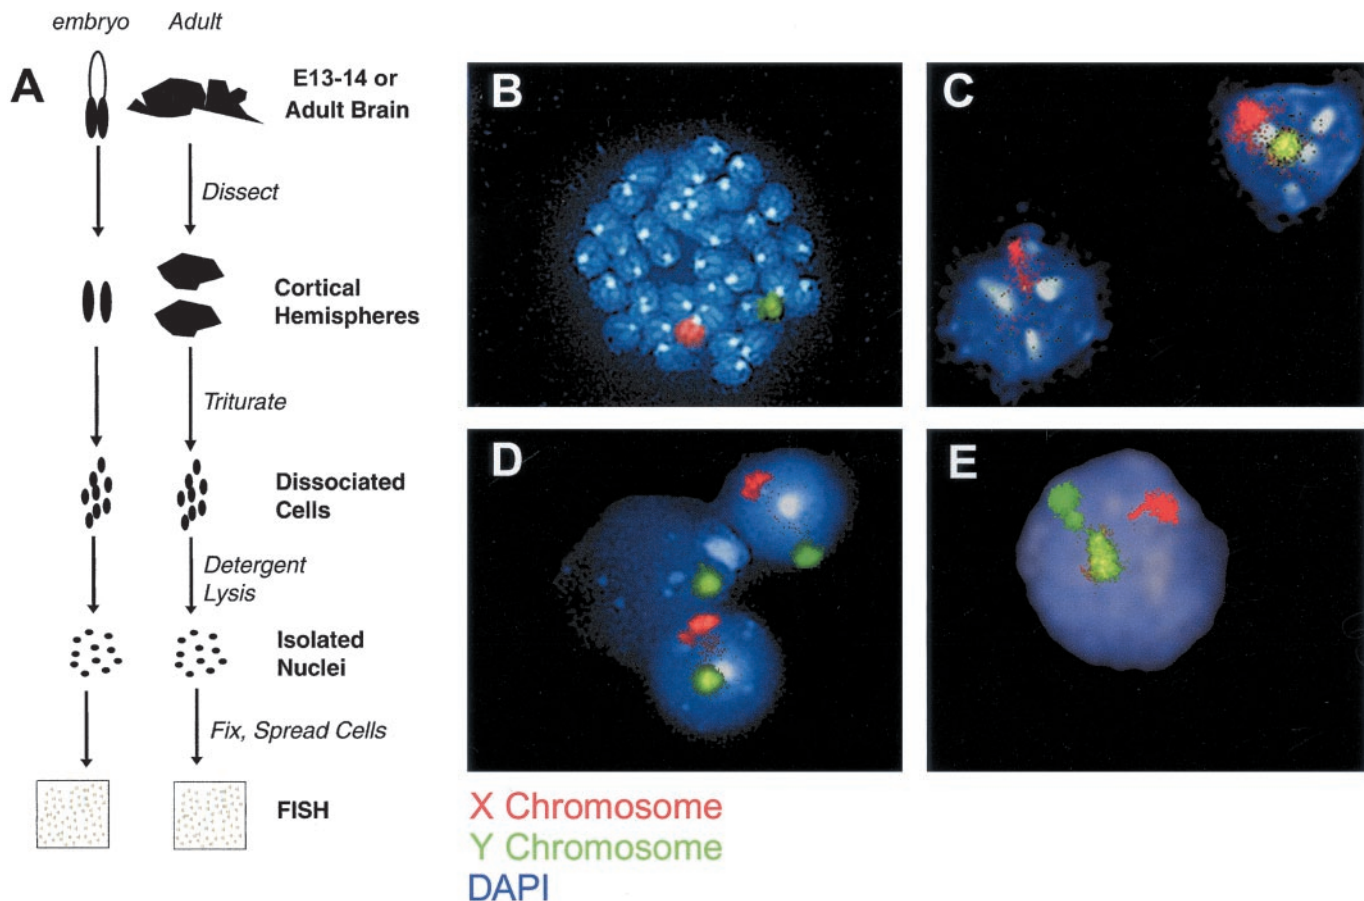 embryo Adult
A
E13-14 or
Adult Brain
Dissect
Cortical
Hemispheres
Triturate
Dissociated
Cells
Detergent
Lysis
Isolated
Nuclei
Fix, Spread Cells
FISH
B
C
D
E
X Chromosome
Y Chromosome
DAPI